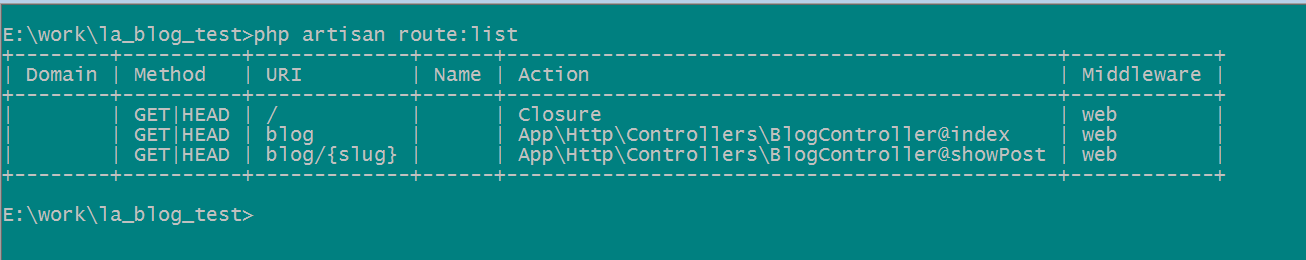 E:\work\la_blog_test>php artisan route:list
+--------+----------+-------------+------+---------------------------------------------+------------+
| Domain | Method   | URI         | Name | Action                                      | Middleware |
+--------+----------+-------------+------+---------------------------------------------+------------+
|        | GET|HEAD | /           |      | Closure                                     | web        |
|        | GET|HEAD | blog        |      | App\Http\Controllers\BlogController@index    | web        |
|        | GET|HEAD | blog/{slug} |      | App\Http\Controllers\BlogController@showPost | web        |
+--------+----------+-------------+------+---------------------------------------------+------------+
E:\work\la_blog_test>